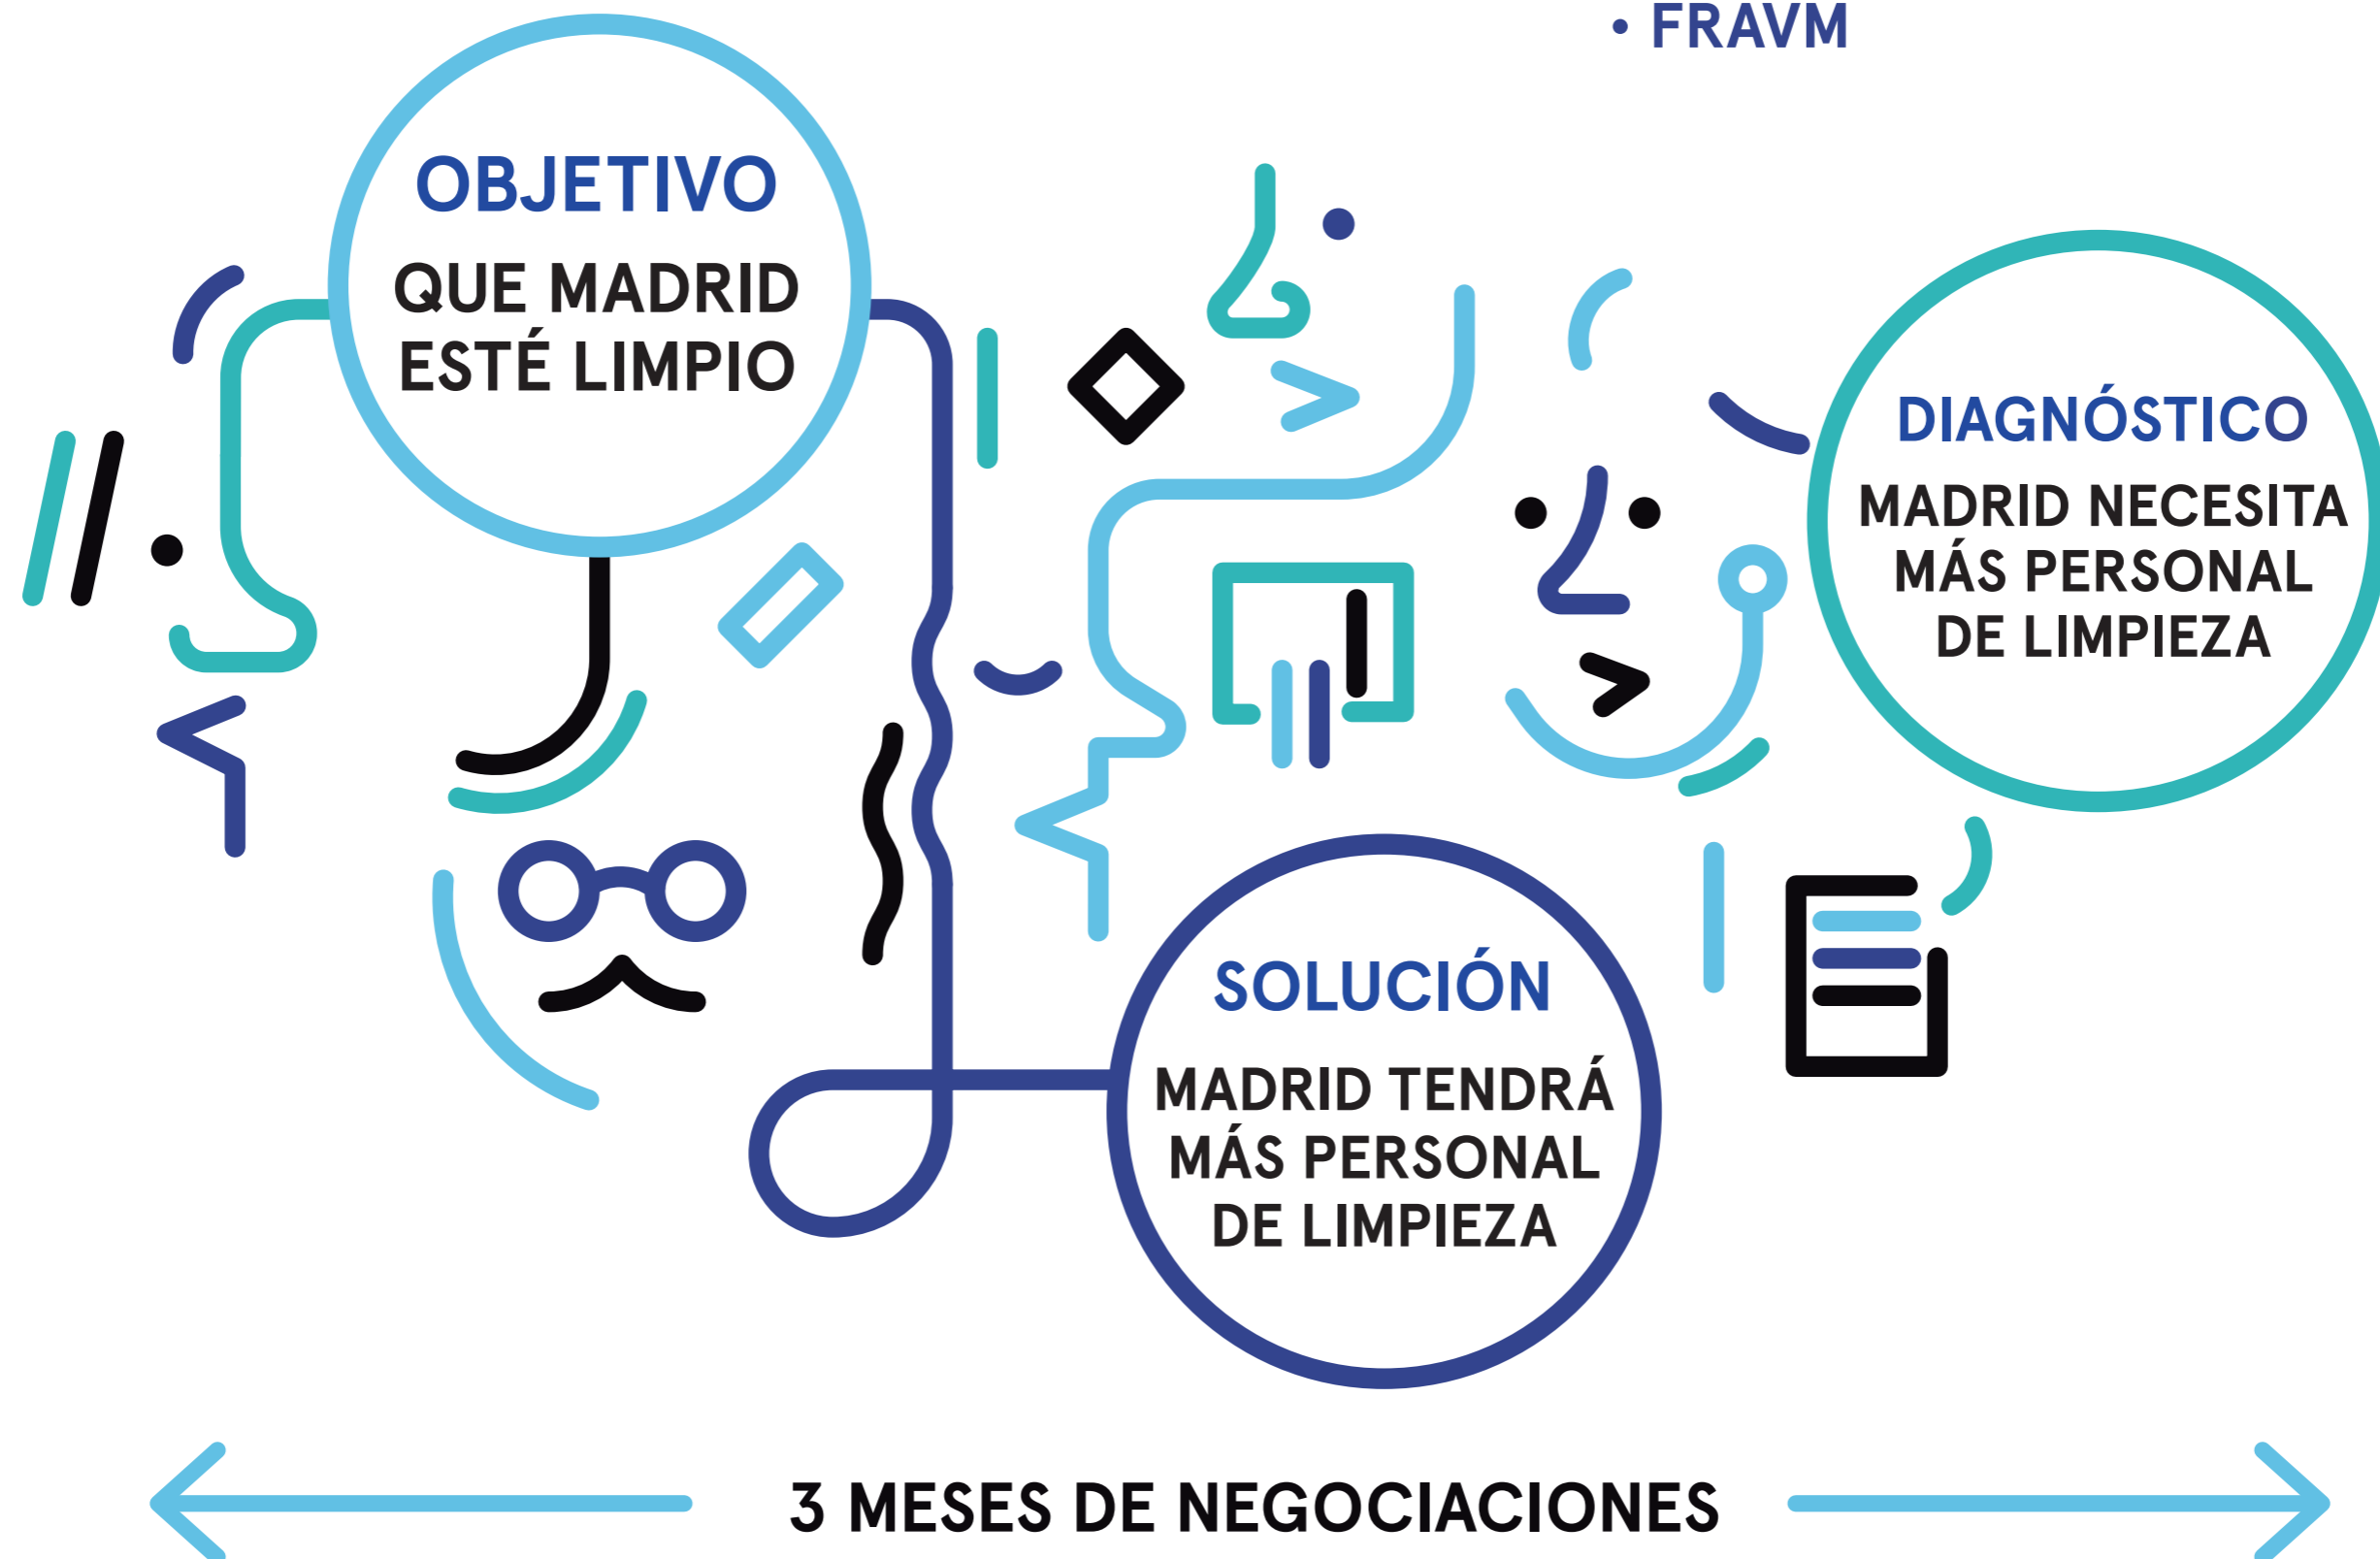 • FRAVM
OBJETIVO
QUE MADRID
ESTÉ LIMPIO
DIAGNÓSTICO
MADRID NECESITA
MÁS PERSONAL
DE LIMPIEZA
SOLUCIÓN
MADRID TENDRÁ
MÁS PERSONAL
DE LIMPIEZA
3 MESES DE NEGOCIACIONES